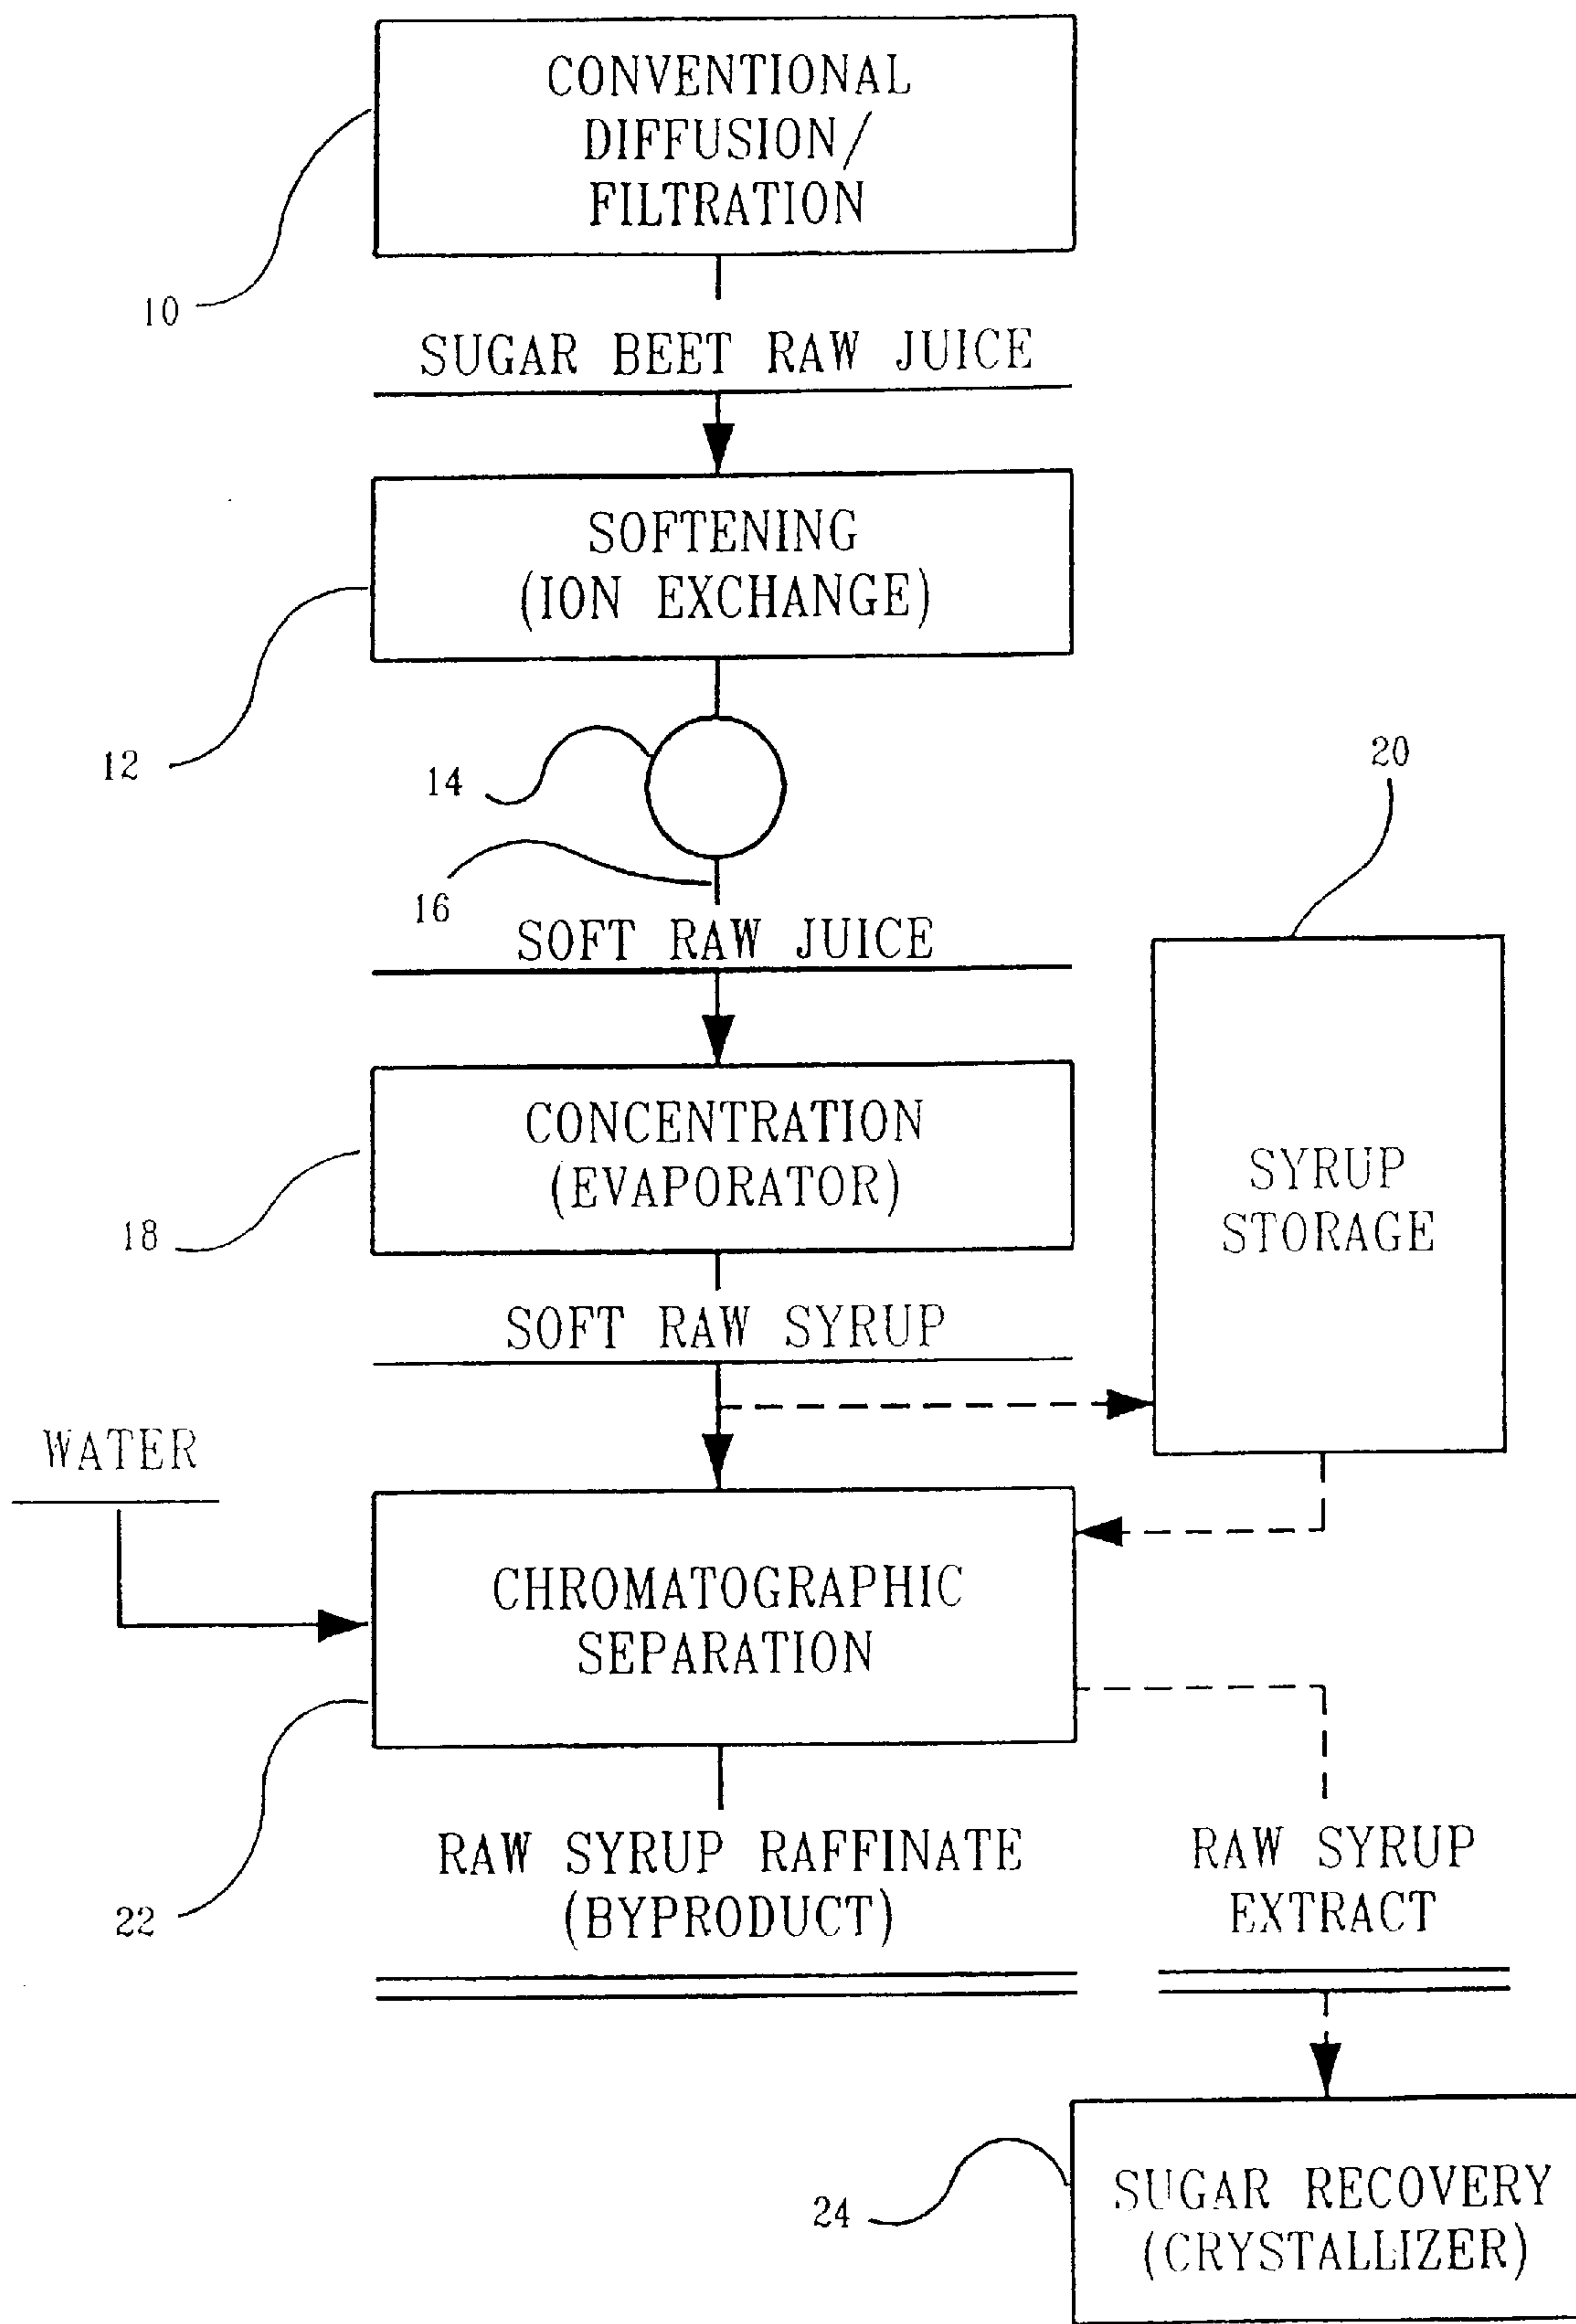 CONVENTIONAL
DIFFUSION/
FILTRATION
10
SUGAR BEET RAW JUICE
SOFTENING
(ION EXCHANGE)
12
14
20
16
SOFT RAW JUICE
CONCENTRATION
(EVAPORATOR)
18
SYRUP
STORAGE
SOFT RAW SYRUP
WATER
CHROMATOGRAPHIC
SEPARATION
22
RAW SYRUP RAFFINATE
(BYPRODUCT)
RAW SYRUP
EXTRACT
24
SUGAR RECOVERY
(CRYSTALLIZER)